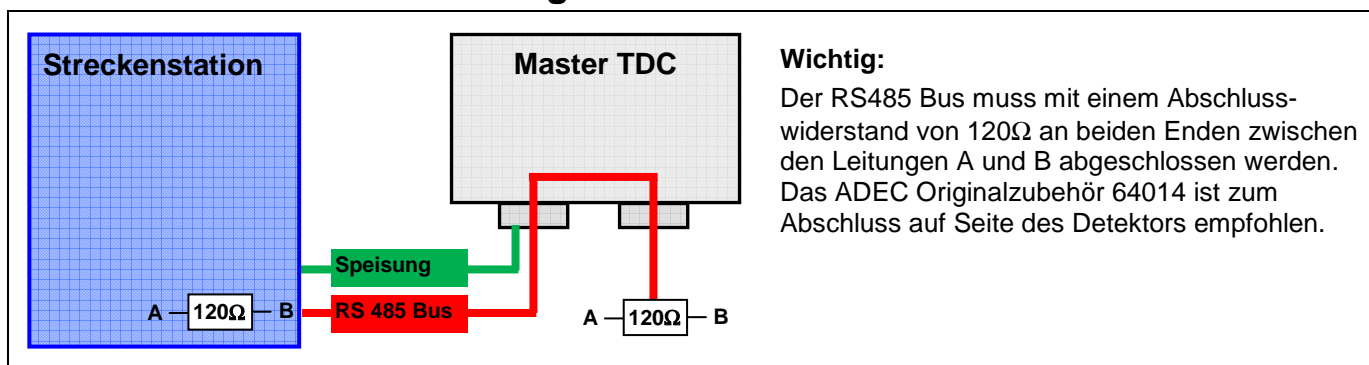 Streckenstation
Master TDC
Speisung
RS 485 Bus
A 120Ω B
A 120Ω B
Wichtig:
Der RS485 Bus muss mit einem Abschluss-
widerstand von 120Ω an beiden Enden zwischen
den Leitungen A und B abgeschlossen werden.
Das ADEC Originalzubehör 64014 ist zum
Abschluss auf Seite des Detektors empfohlen.